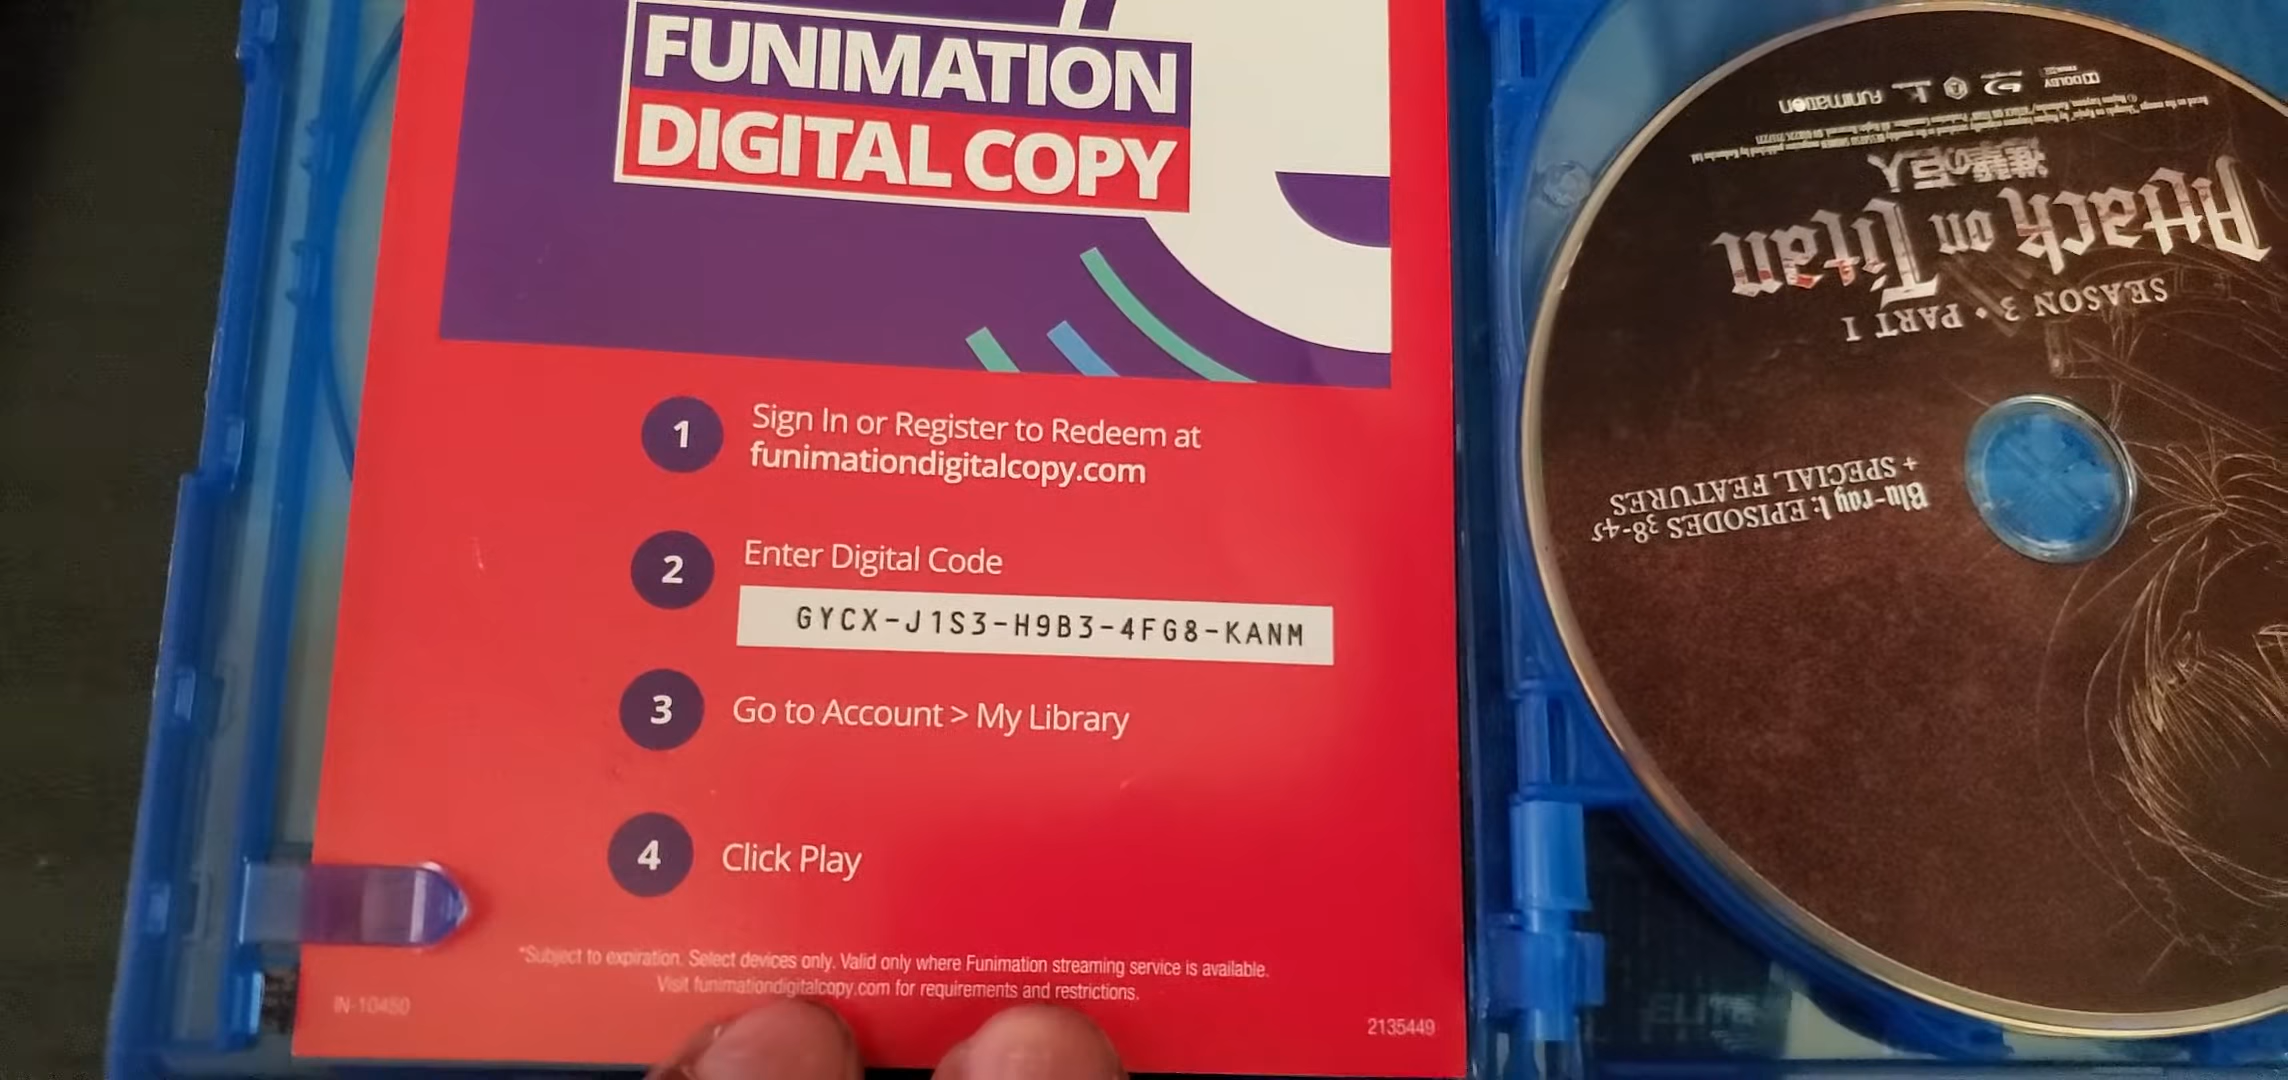 FUNIMATION
DIGITAL COPY
1
Sign In or Register to Redeem at
funimationdigitalcopy.com
2
Enter Digital Code
GYCX-J1S3-H9B3-4FG8-KANM
3
Go to Account > My Library
4
Click Play
*Subject to expiration. Select devices only. Valid only where Funimation streaming service is available.
Visit funimationdigitalcopy.com for requirements and restrictions.
IN-10480
2135449
Attack on Titan
進撃の巨人
SEASON 3 • PART 1
Blu-ray 1: EPISODES 38-45
+ SPECIAL FEATURES
Funimation
DOLBY
ELITE